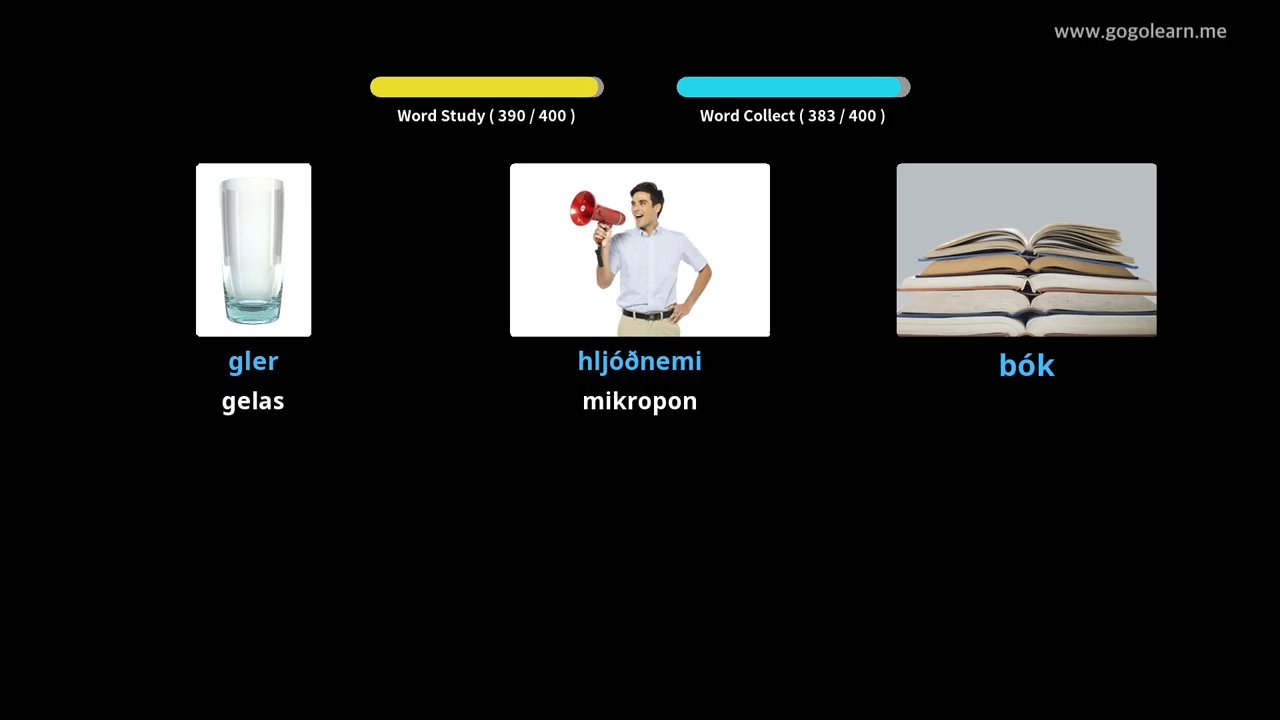 www.gogolearn.me
Word Study ( 390 / 400 )
Word Collect ( 383 / 400 )
gler
hljóðnemi
bók
gelas
mikropon